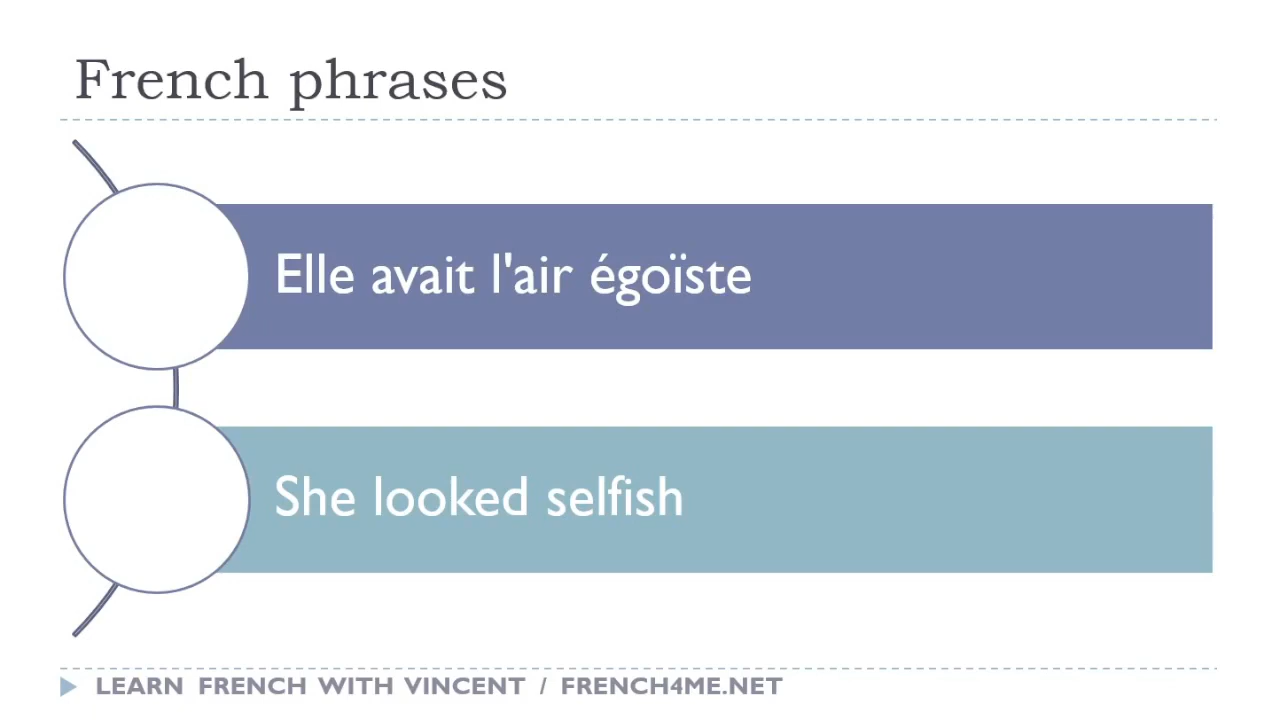 French phrases
Elle avait l'air égoïste
She looked selfish
LEARN FRENCH WITH VINCENT / FRENCH4ME.NET